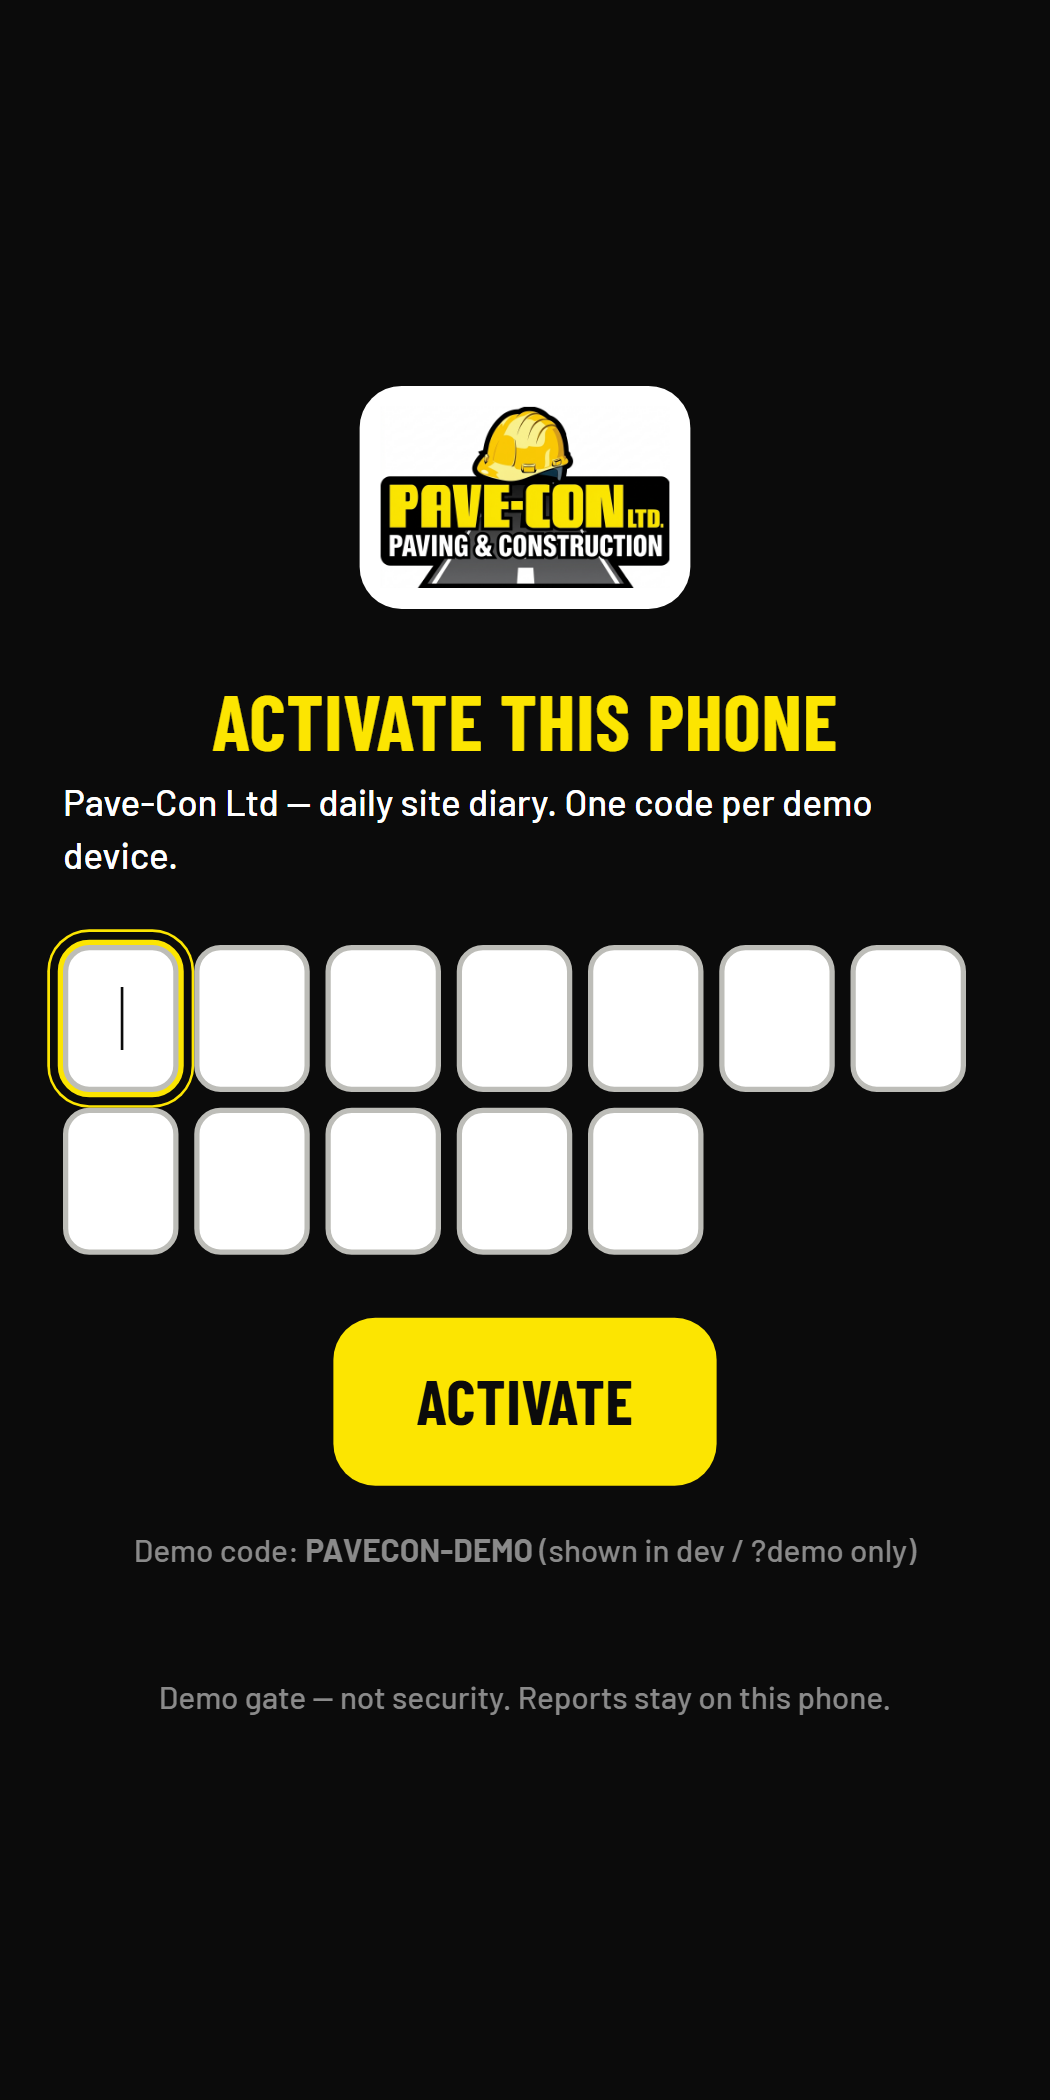 PAVE-CON LTD.
PAVING & CONSTRUCTION
ACTIVATE THIS PHONE
Pave-Con Ltd — daily site diary. One code per demo
device.
ACTIVATE
Demo code: PAVECON-DEMO (shown in dev / ?demo only)
Demo gate — not security. Reports stay on this phone.